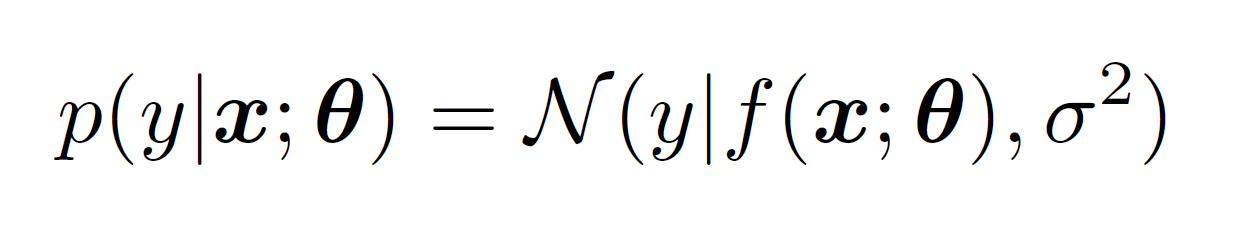 p(y|𝒙; 𝜽) = 𝒩(y|f(𝒙; 𝜽), σ²)